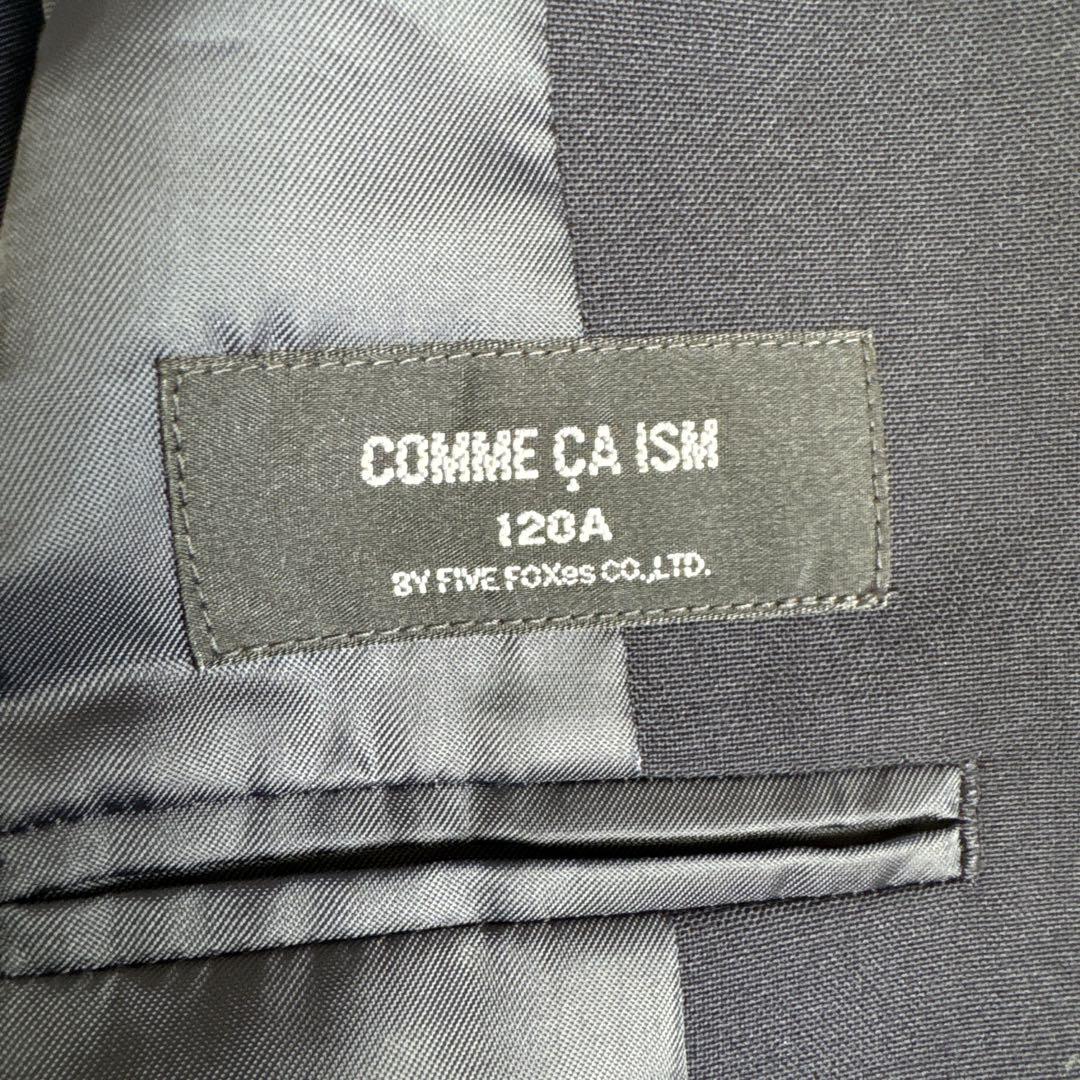 COMME ÇA ISM
120A
BY FIVE FOXes CO.,LTD.